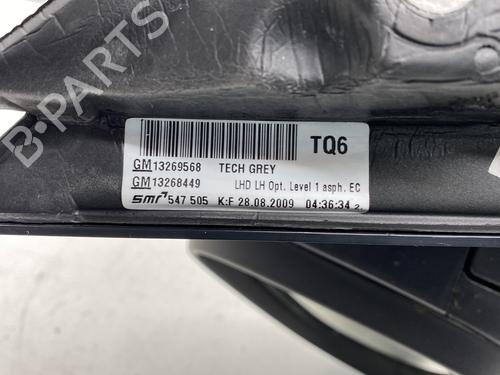 B-PARTS
TQ6
GM 13269568 TECH GREY
GM 13268449 LHD LH Opt. Level 1 asph. EC
smr 547 505 K:F 28.08.2009 04:36:34 2